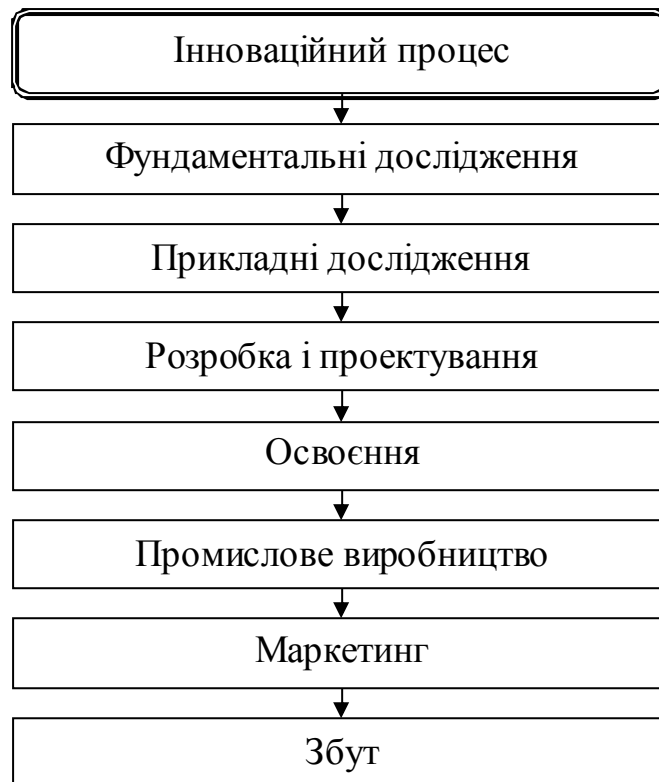 Інноваційний процес
Фундаментальні дослідження
Прикладні дослідження
Розробка і проектування
Освоєння
Промислове виробництво
Маркетинг
Збут